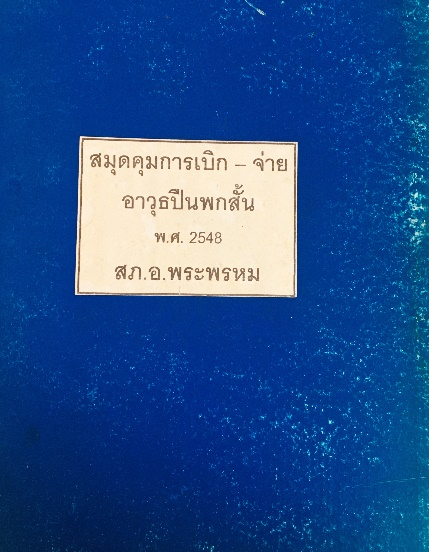 สมุดคุมการเบิก – จ่าย
อาวุธปืนพกสั้น
พ.ศ. 2548
สภ.อ.พระพรหม